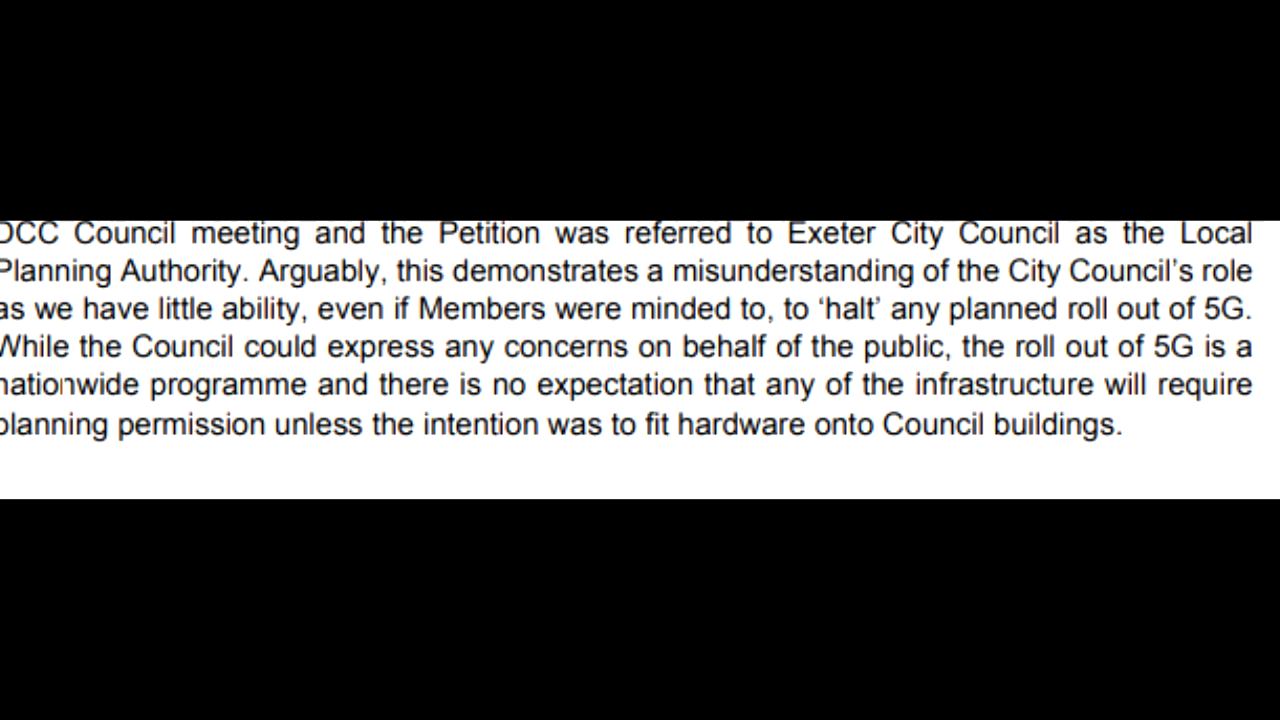 DCC Council meeting and the Petition was referred to Exeter City Council as the Local
Planning Authority. Arguably, this demonstrates a misunderstanding of the City Council’s role
as we have little ability, even if Members were minded to, to ‘halt’ any planned roll out of 5G.
While the Council could express any concerns on behalf of the public, the roll out of 5G is a
nationwide programme and there is no expectation that any of the infrastructure will require
planning permission unless the intention was to fit hardware onto Council buildings.